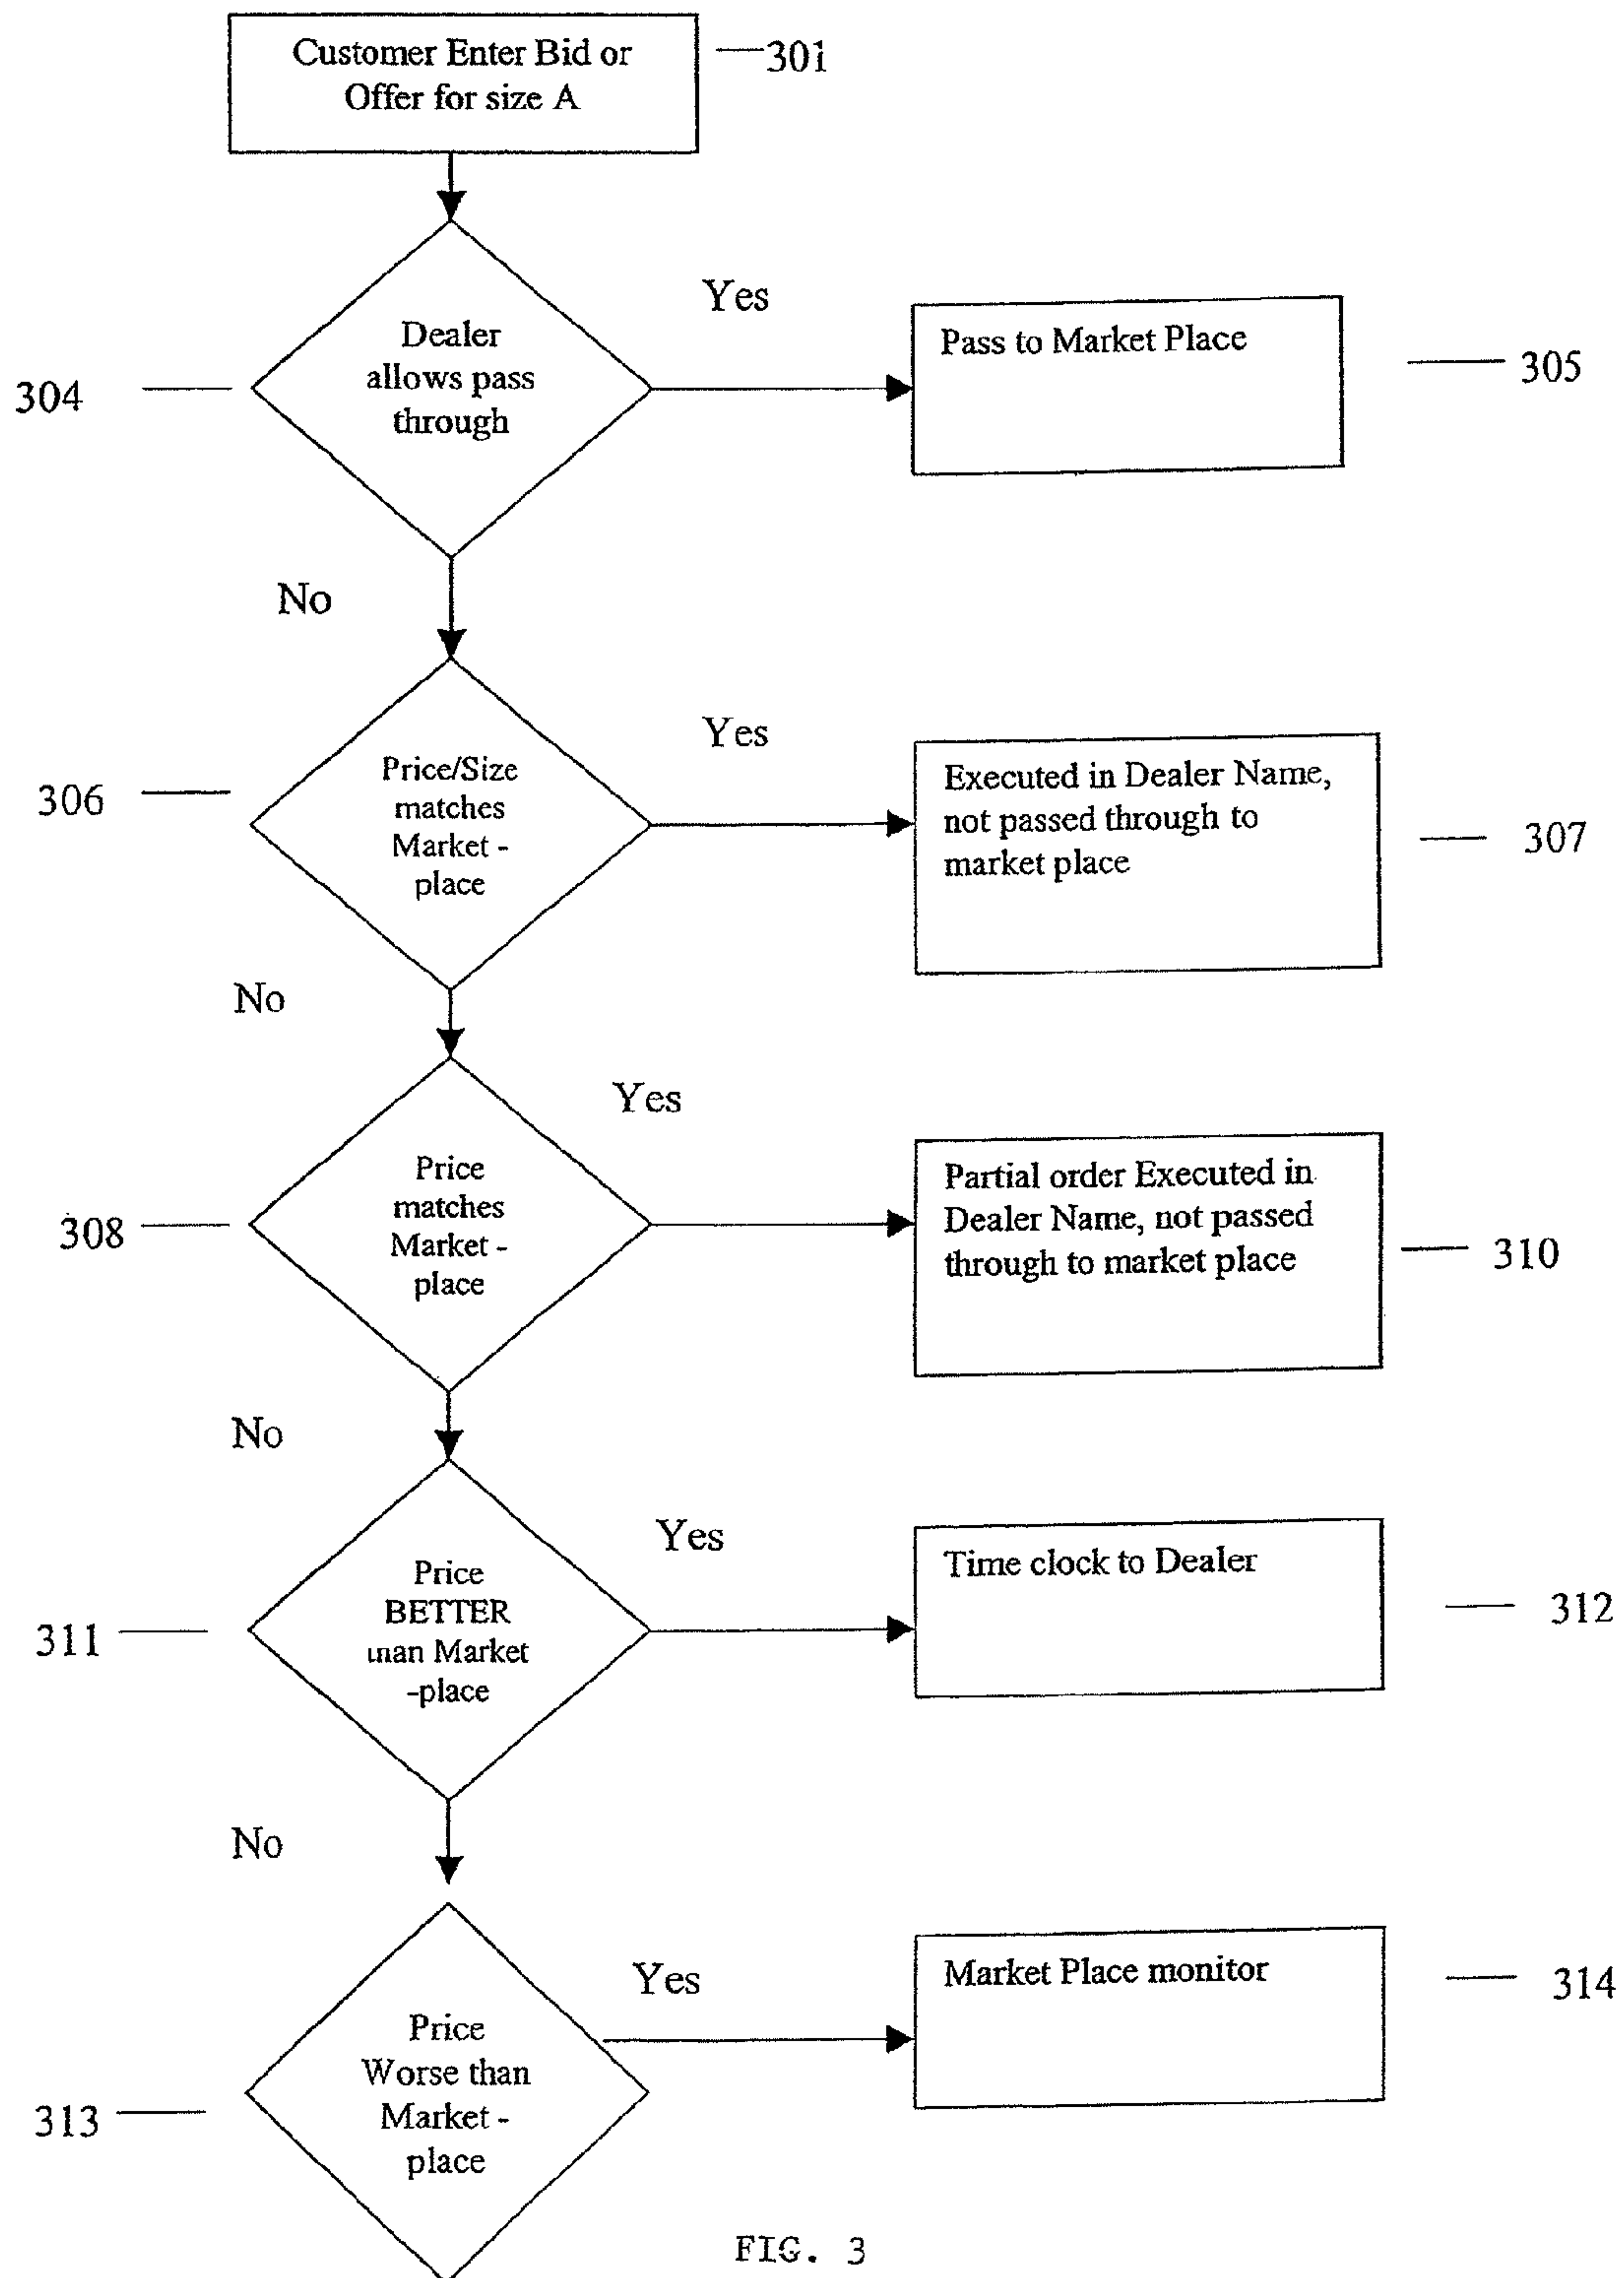 Customer Enter Bid or
Offer for size A
301
Dealer
allows pass
through
304
Yes
Pass to Market Place
305
No
Price/Size
matches
Market -
place
306
Yes
Executed in Dealer Name,
not passed through to
market place
307
No
Price
matches
Market -
place
308
Yes
Partial order Executed in
Dealer Name, not passed
through to market place
310
No
Price
BETTER
than Market
-place
311
Yes
Time clock to Dealer
312
No
Price
Worse than
Market -
place
313
Yes
Market Place monitor
314
FIG. 3